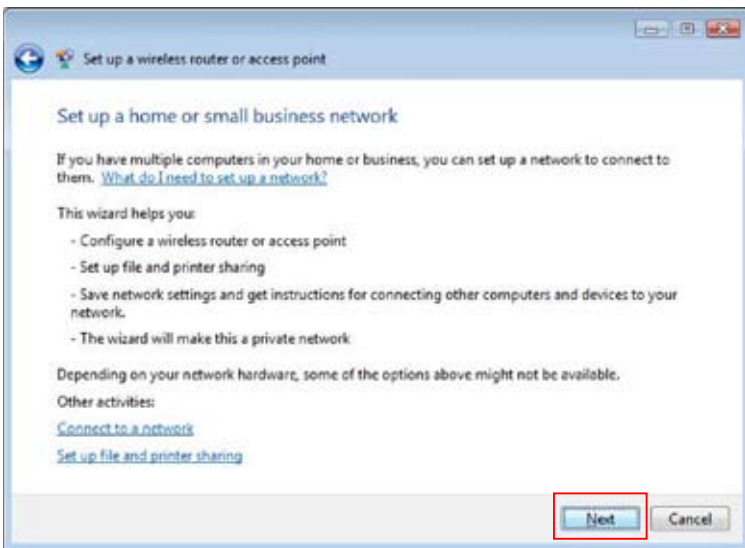 Set up a wireless router or access point
Set up a home or small business network
If you have multiple computers in your home or business, you can set up a network to connect to
them. What do I need to set up a network?
This wizard helps you:
- Configure a wireless router or access point
- Set up file and printer sharing
- Save network settings and get instructions for connecting other computers and devices to your
network.
- The wizard will make this a private network
Depending on your network hardware, some of the options above might not be available.
Other activities:
Connect to a network
Set up file and printer sharing
Next Cancel